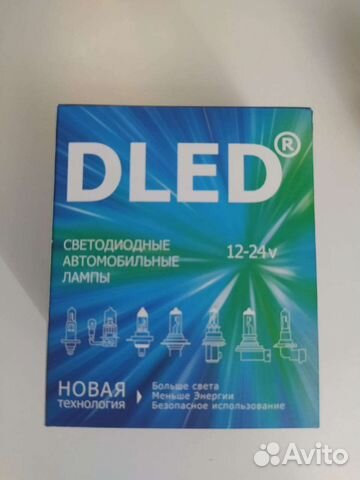 DLED®
СВЕТОДИОДНЫЕ
АВТОМОБИЛЬНЫЕ
ЛАМПЫ
12-24v
НОВАЯ
технология
Больше света
Меньше Энергии
Безопасное использование
Avito